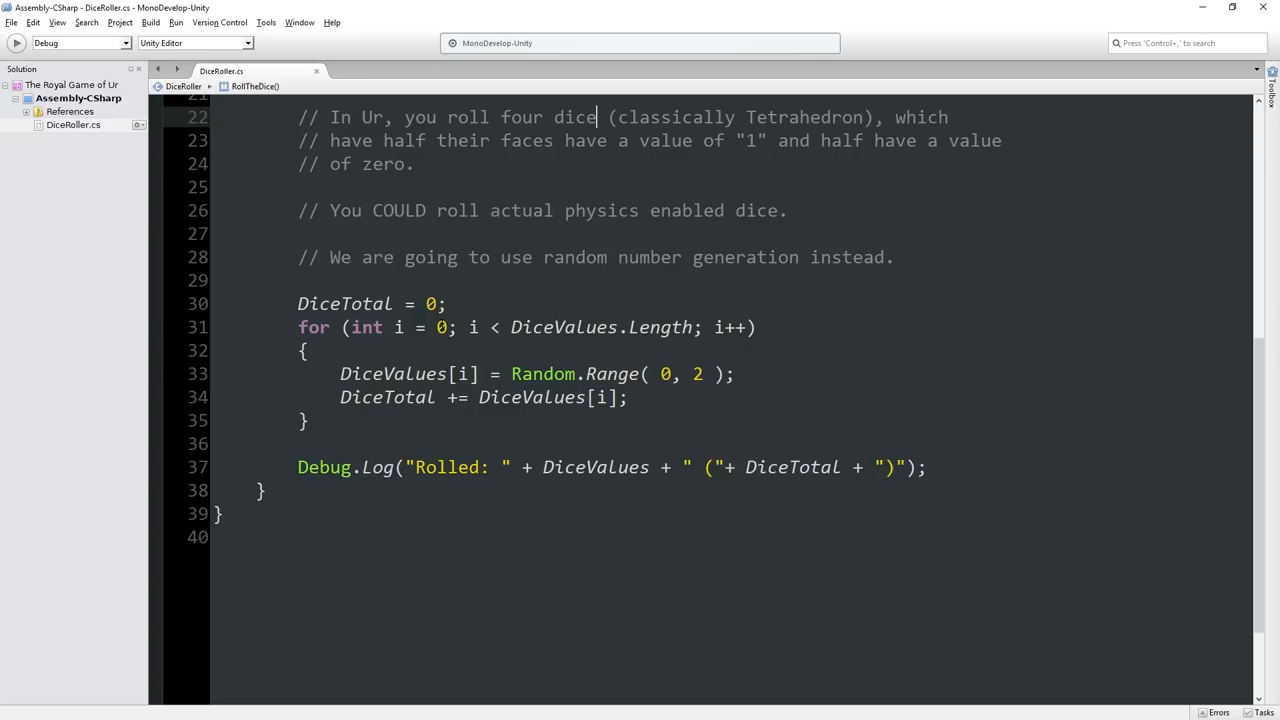 Assembly-CSharp - DiceRoller.cs - MonoDevelop-Unity
File Edit View Search Project Build Run Version Control Tools Window Help
Debug Unity Editor MonoDevelop-Unity Press 'Control+,' to search
Solution
The Royal Game of Ur
Assembly-CSharp
References
DiceRoller.cs
DiceRoller.cs
DiceRoller RollTheDice()
Toolbox
21
22 // In Ur, you roll four dice (classically Tetrahedron), which
23 // have half their faces have a value of "1" and half have a value
24 // of zero.
25
26 // You COULD roll actual physics enabled dice.
27
28 // We are going to use random number generation instead.
29
30 DiceTotal = 0;
31 for (int i = 0; i < DiceValues.Length; i++)
32 {
33 DiceValues[i] = Random.Range( 0, 2 );
34 DiceTotal += DiceValues[i];
35 }
36
37 Debug.Log("Rolled: " + DiceValues + " ("+ DiceTotal + ")");
38 }
39 }
40
Errors Tasks